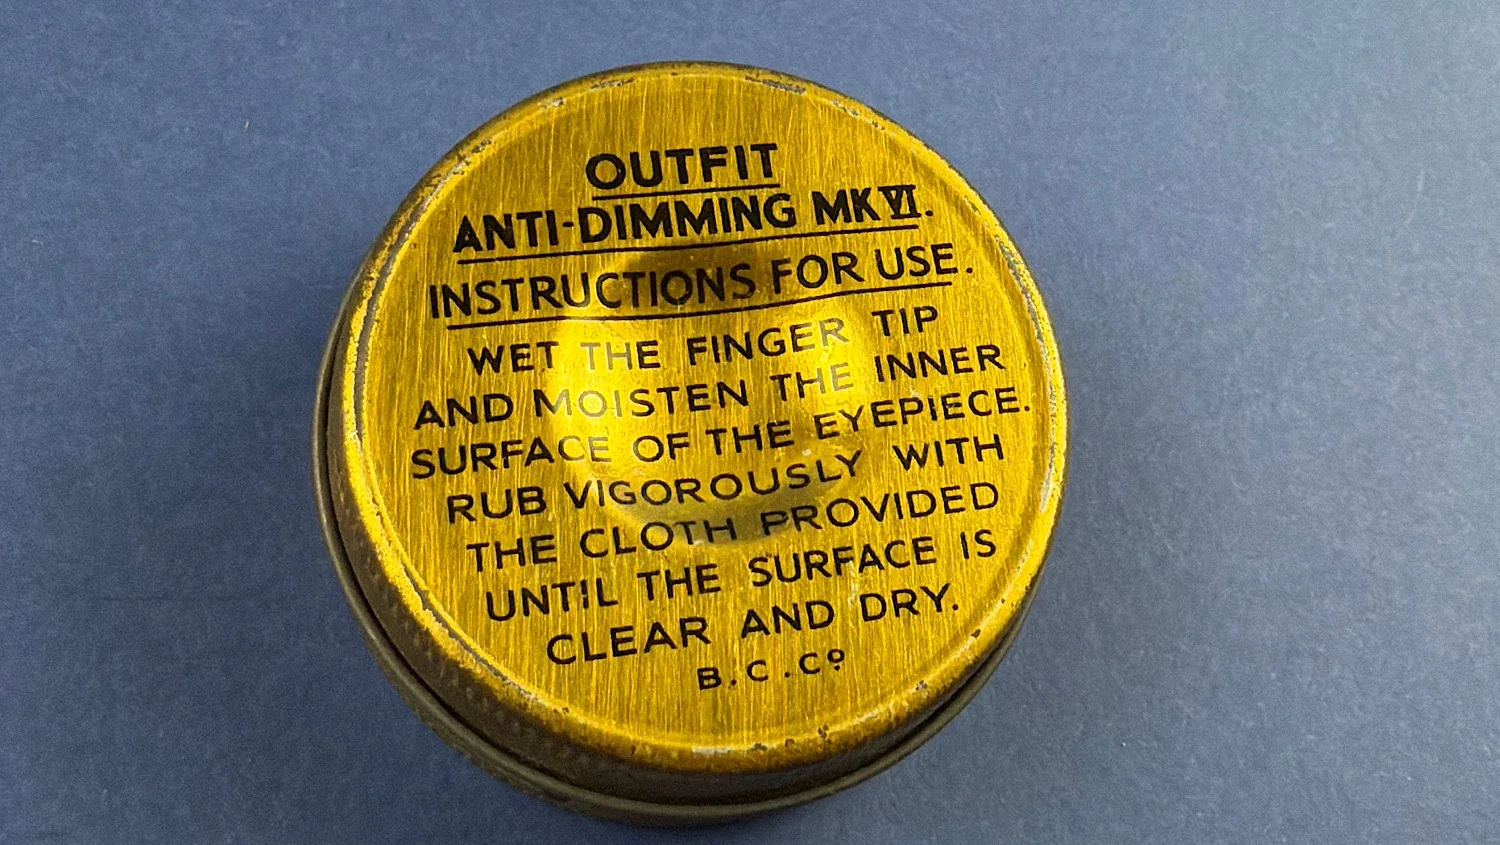 OUTFIT
ANTI-DIMMING MK VI.
INSTRUCTIONS FOR USE.
WET THE FINGER TIP
AND MOISTEN THE INNER
SURFACE OF THE EYEPIECE.
RUB VIGOROUSLY WITH
THE CLOTH PROVIDED
UNTIL THE SURFACE IS
CLEAR AND DRY.
B.C.Cº